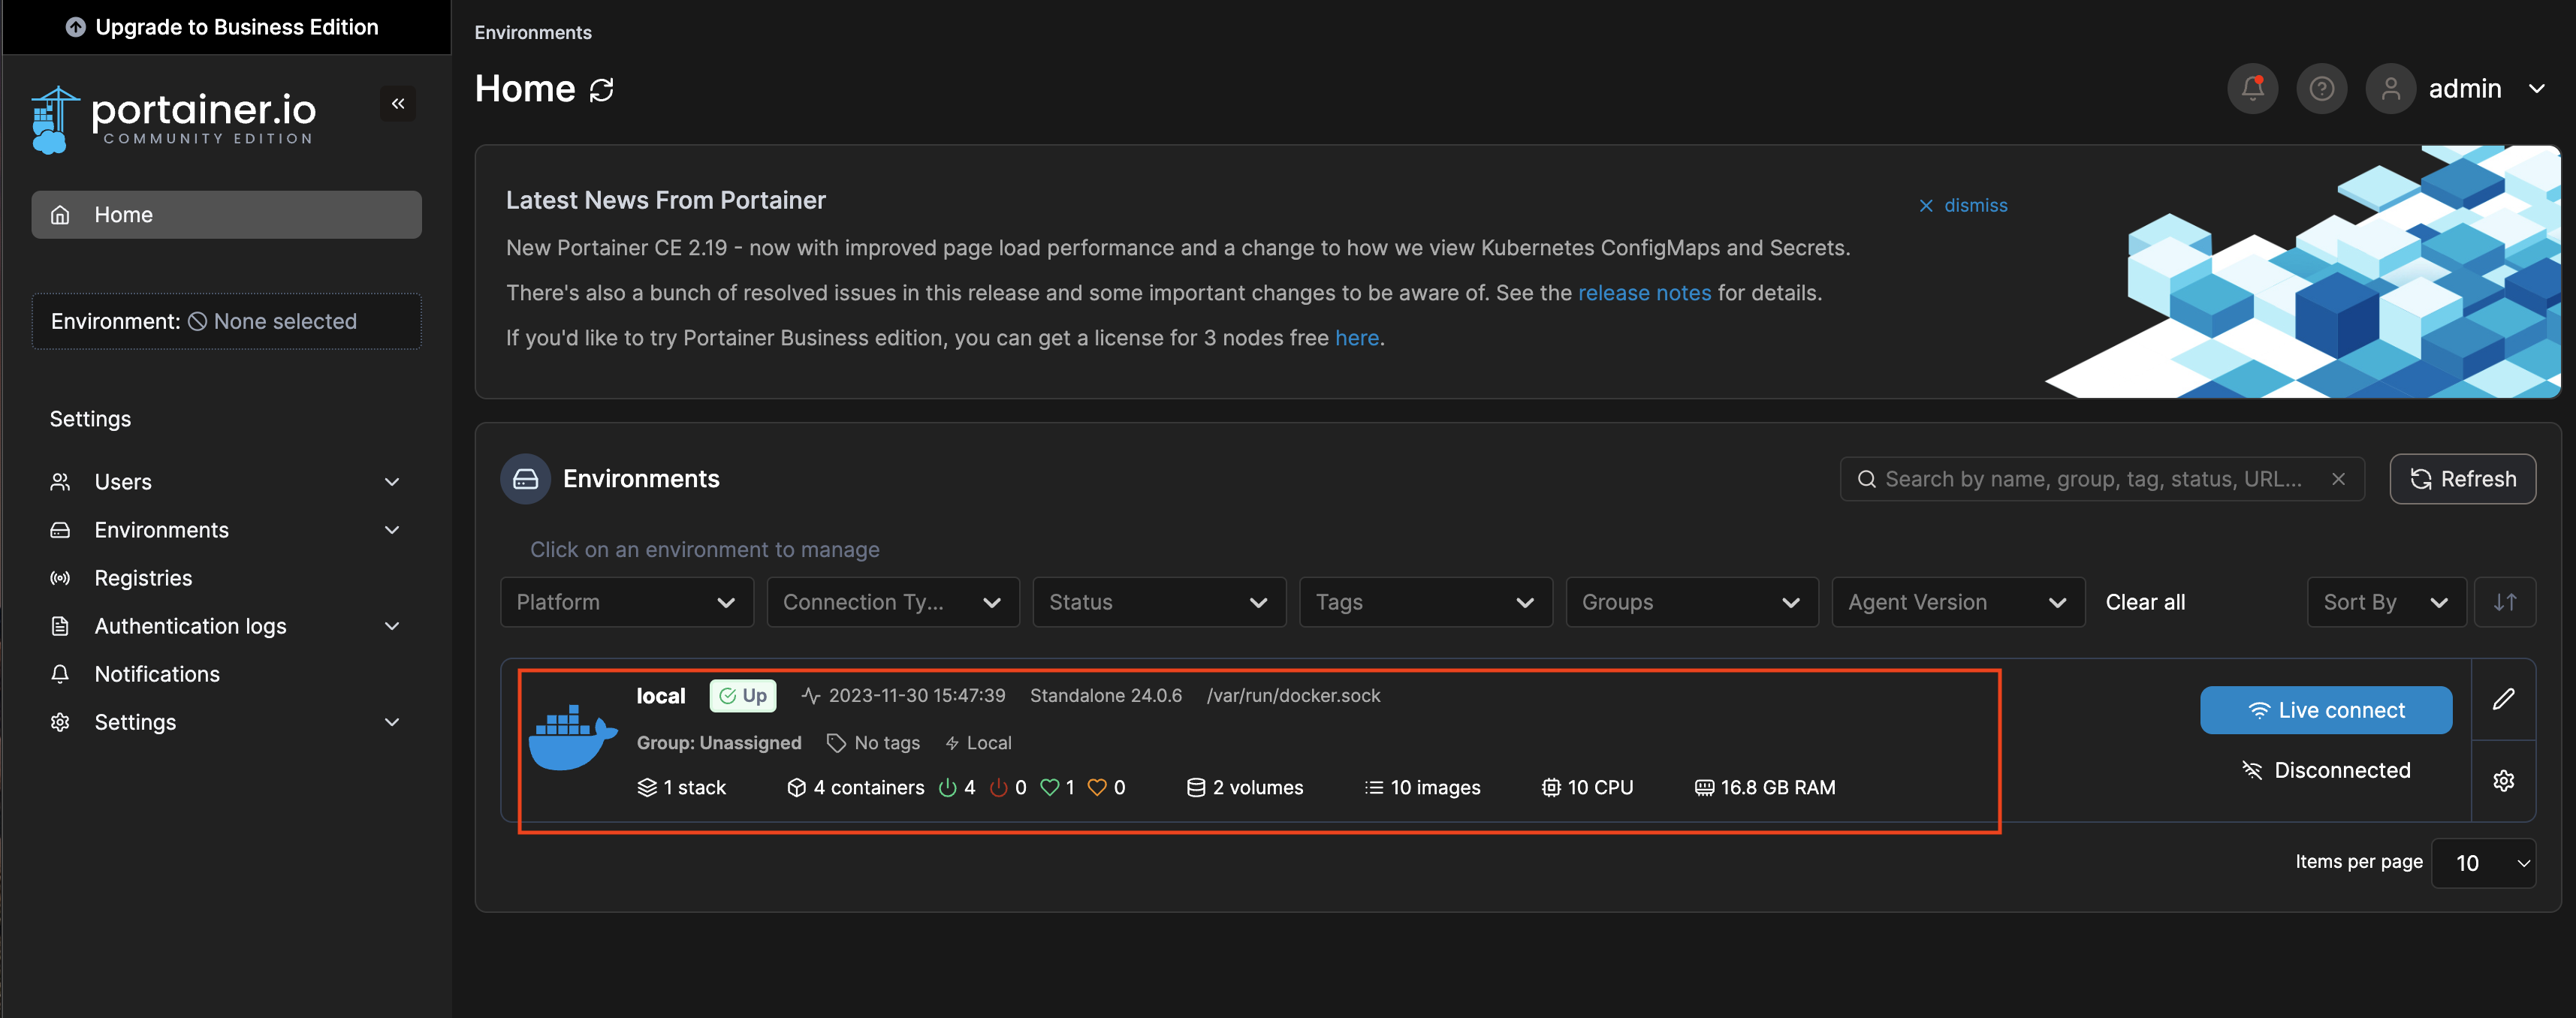 Upgrade to Business Edition
portainer.io
COMMUNITY EDITION
Home
Environment: None selected
Settings
Users
Environments
Registries
Authentication logs
Notifications
Settings
Environments
Home
admin
Latest News From Portainer
dismiss
New Portainer CE 2.19 - now with improved page load performance and a change to how we view Kubernetes ConfigMaps and Secrets.
There's also a bunch of resolved issues in this release and some important changes to be aware of. See the release notes for details.
If you'd like to try Portainer Business edition, you can get a license for 3 nodes free here.
Environments
Search by name, group, tag, status, URL...
Refresh
Click on an environment to manage
Platform
Connection Ty...
Status
Tags
Groups
Agent Version
Clear all
Sort By
local Up 2023-11-30 15:47:39 Standalone 24.0.6 /var/run/docker.sock
Group: Unassigned No tags Local
1 stack 4 containers 4 0 1 0 2 volumes 10 images 10 CPU 16.8 GB RAM
Live connect
Disconnected
Items per page 10